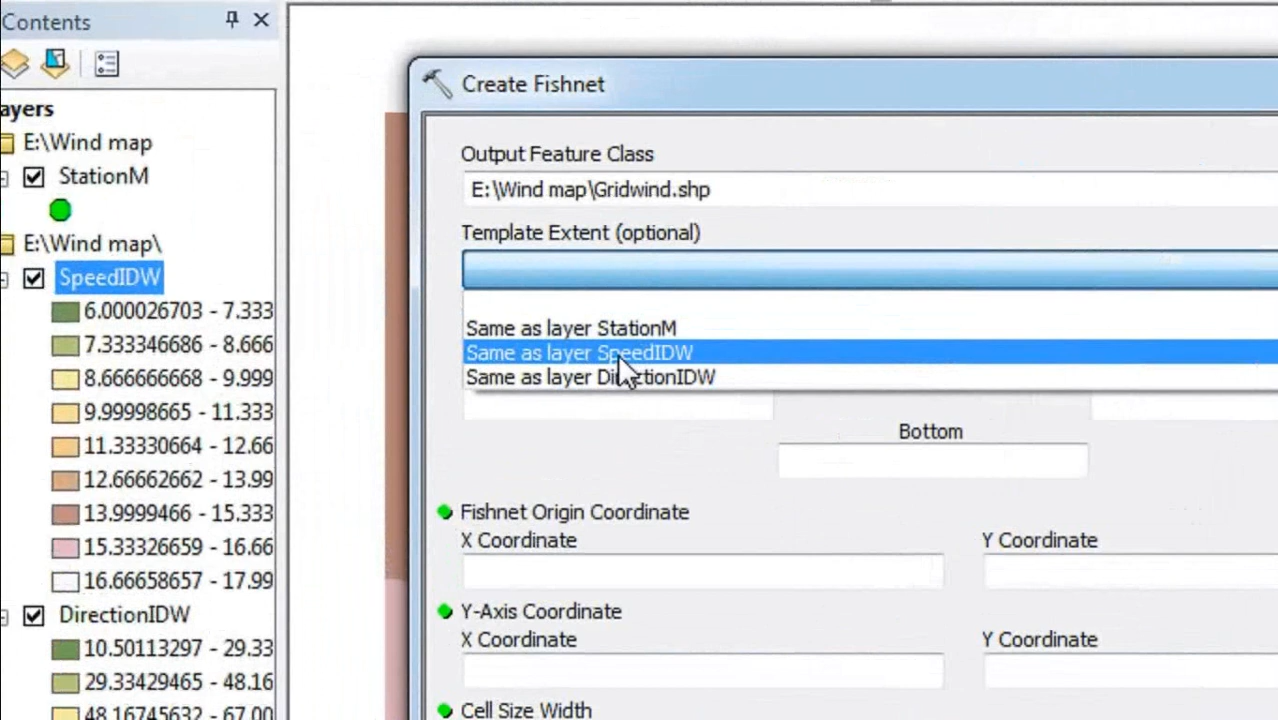 Contents
ayers
E:\Wind map
StationM
E:\Wind map\
SpeedIDW
6.000026703 - 7.333
7.333346686 - 8.666
8.666666668 - 9.999
9.99998965 - 11.333
11.33330664 - 12.66
12.66662662 - 13.99
13.9999466 - 15.333
15.33326659 - 16.66
16.66658657 - 17.99
DirectionIDW
10.50113297 - 29.33
29.33429465 - 48.16
48.16745632 - 67.00
Create Fishnet
Output Feature Class
E:\Wind map\Gridwind.shp
Template Extent (optional)
Same as layer StationM
Same as layer SpeedIDW
Same as layer DirectionIDW
Bottom
Fishnet Origin Coordinate
X Coordinate
Y Coordinate
Y-Axis Coordinate
X Coordinate
Y Coordinate
Cell Size Width